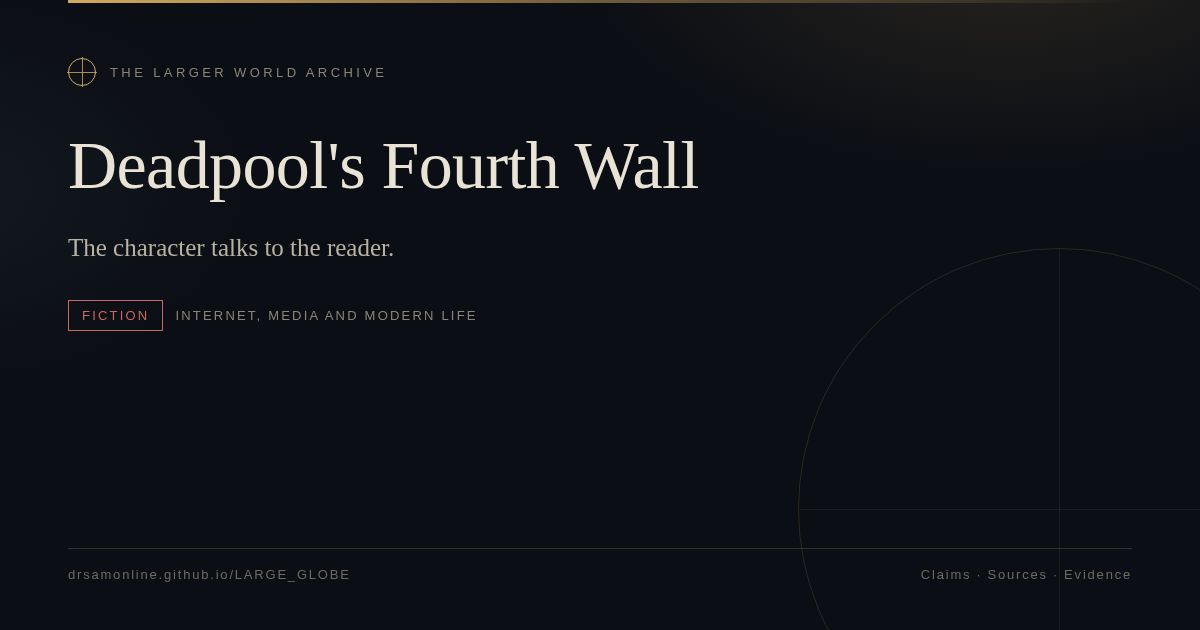 THE LARGER WORLD ARCHIVE
Deadpool's Fourth Wall
The character talks to the reader.
FICTION INTERNET, MEDIA AND MODERN LIFE
drsamonline.github.io/LARGE_GLOBE Claims · Sources · Evidence